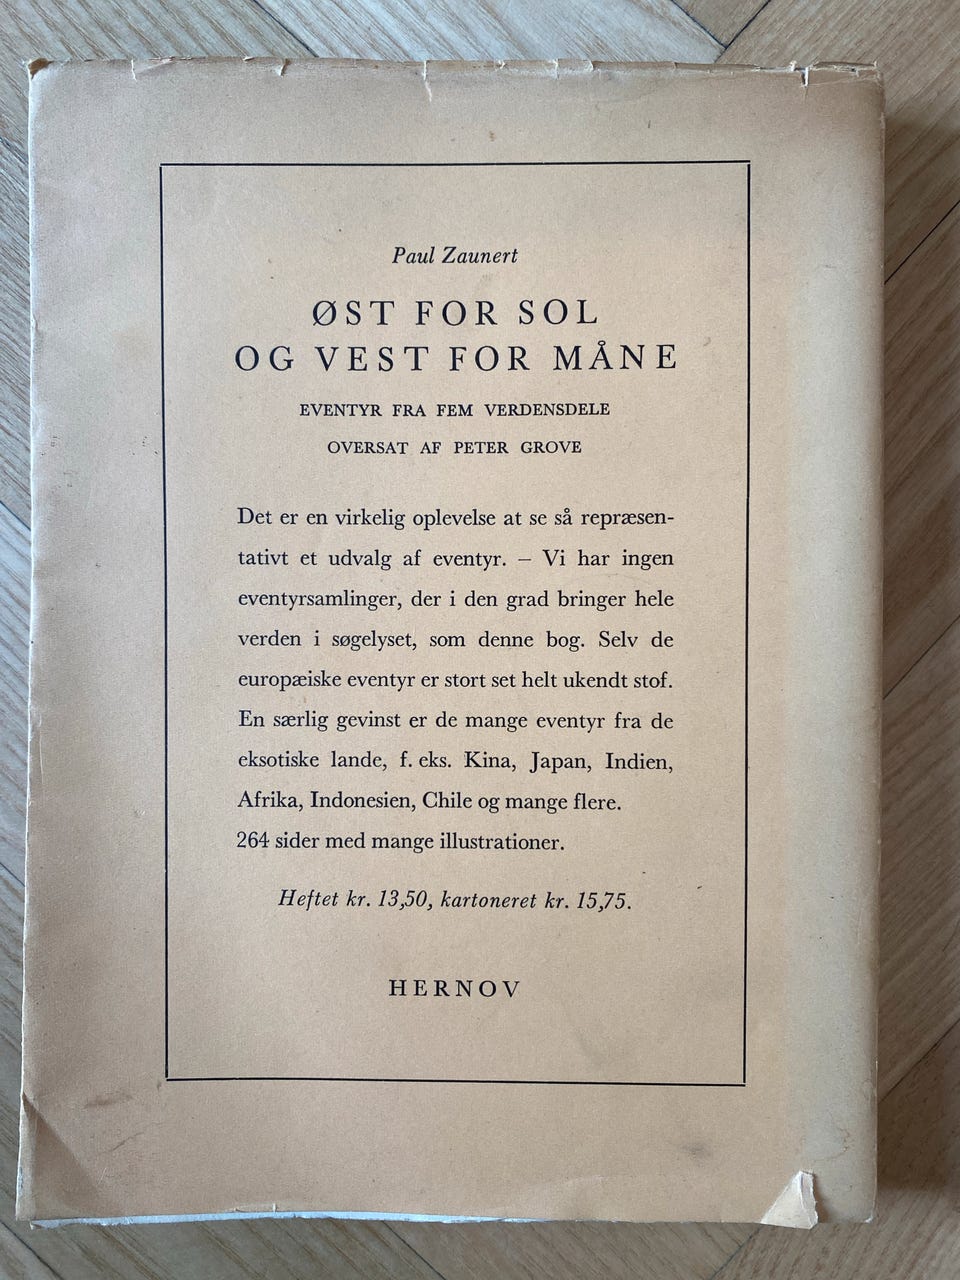 Paul Zaunert
ØST FOR SOL
OG VEST FOR MÅNE
EVENTYR FRA FEM VERDENSDELE
OVERSAT AF PETER GROVE
Det er en virkelig oplevelse at se så repræsen-
tativt et udvalg af eventyr. – Vi har ingen
eventyrsamlinger, der i den grad bringer hele
verden i søgelyset, som denne bog. Selv de
europæiske eventyr er stort set helt ukendt stof.
En særlig gevinst er de mange eventyr fra de
eksotiske lande, f. eks. Kina, Japan, Indien,
Afrika, Indonesien, Chile og mange flere.
264 sider med mange illustrationer.
Heftet kr. 13,50, kartoneret kr. 15,75.
HERNOV